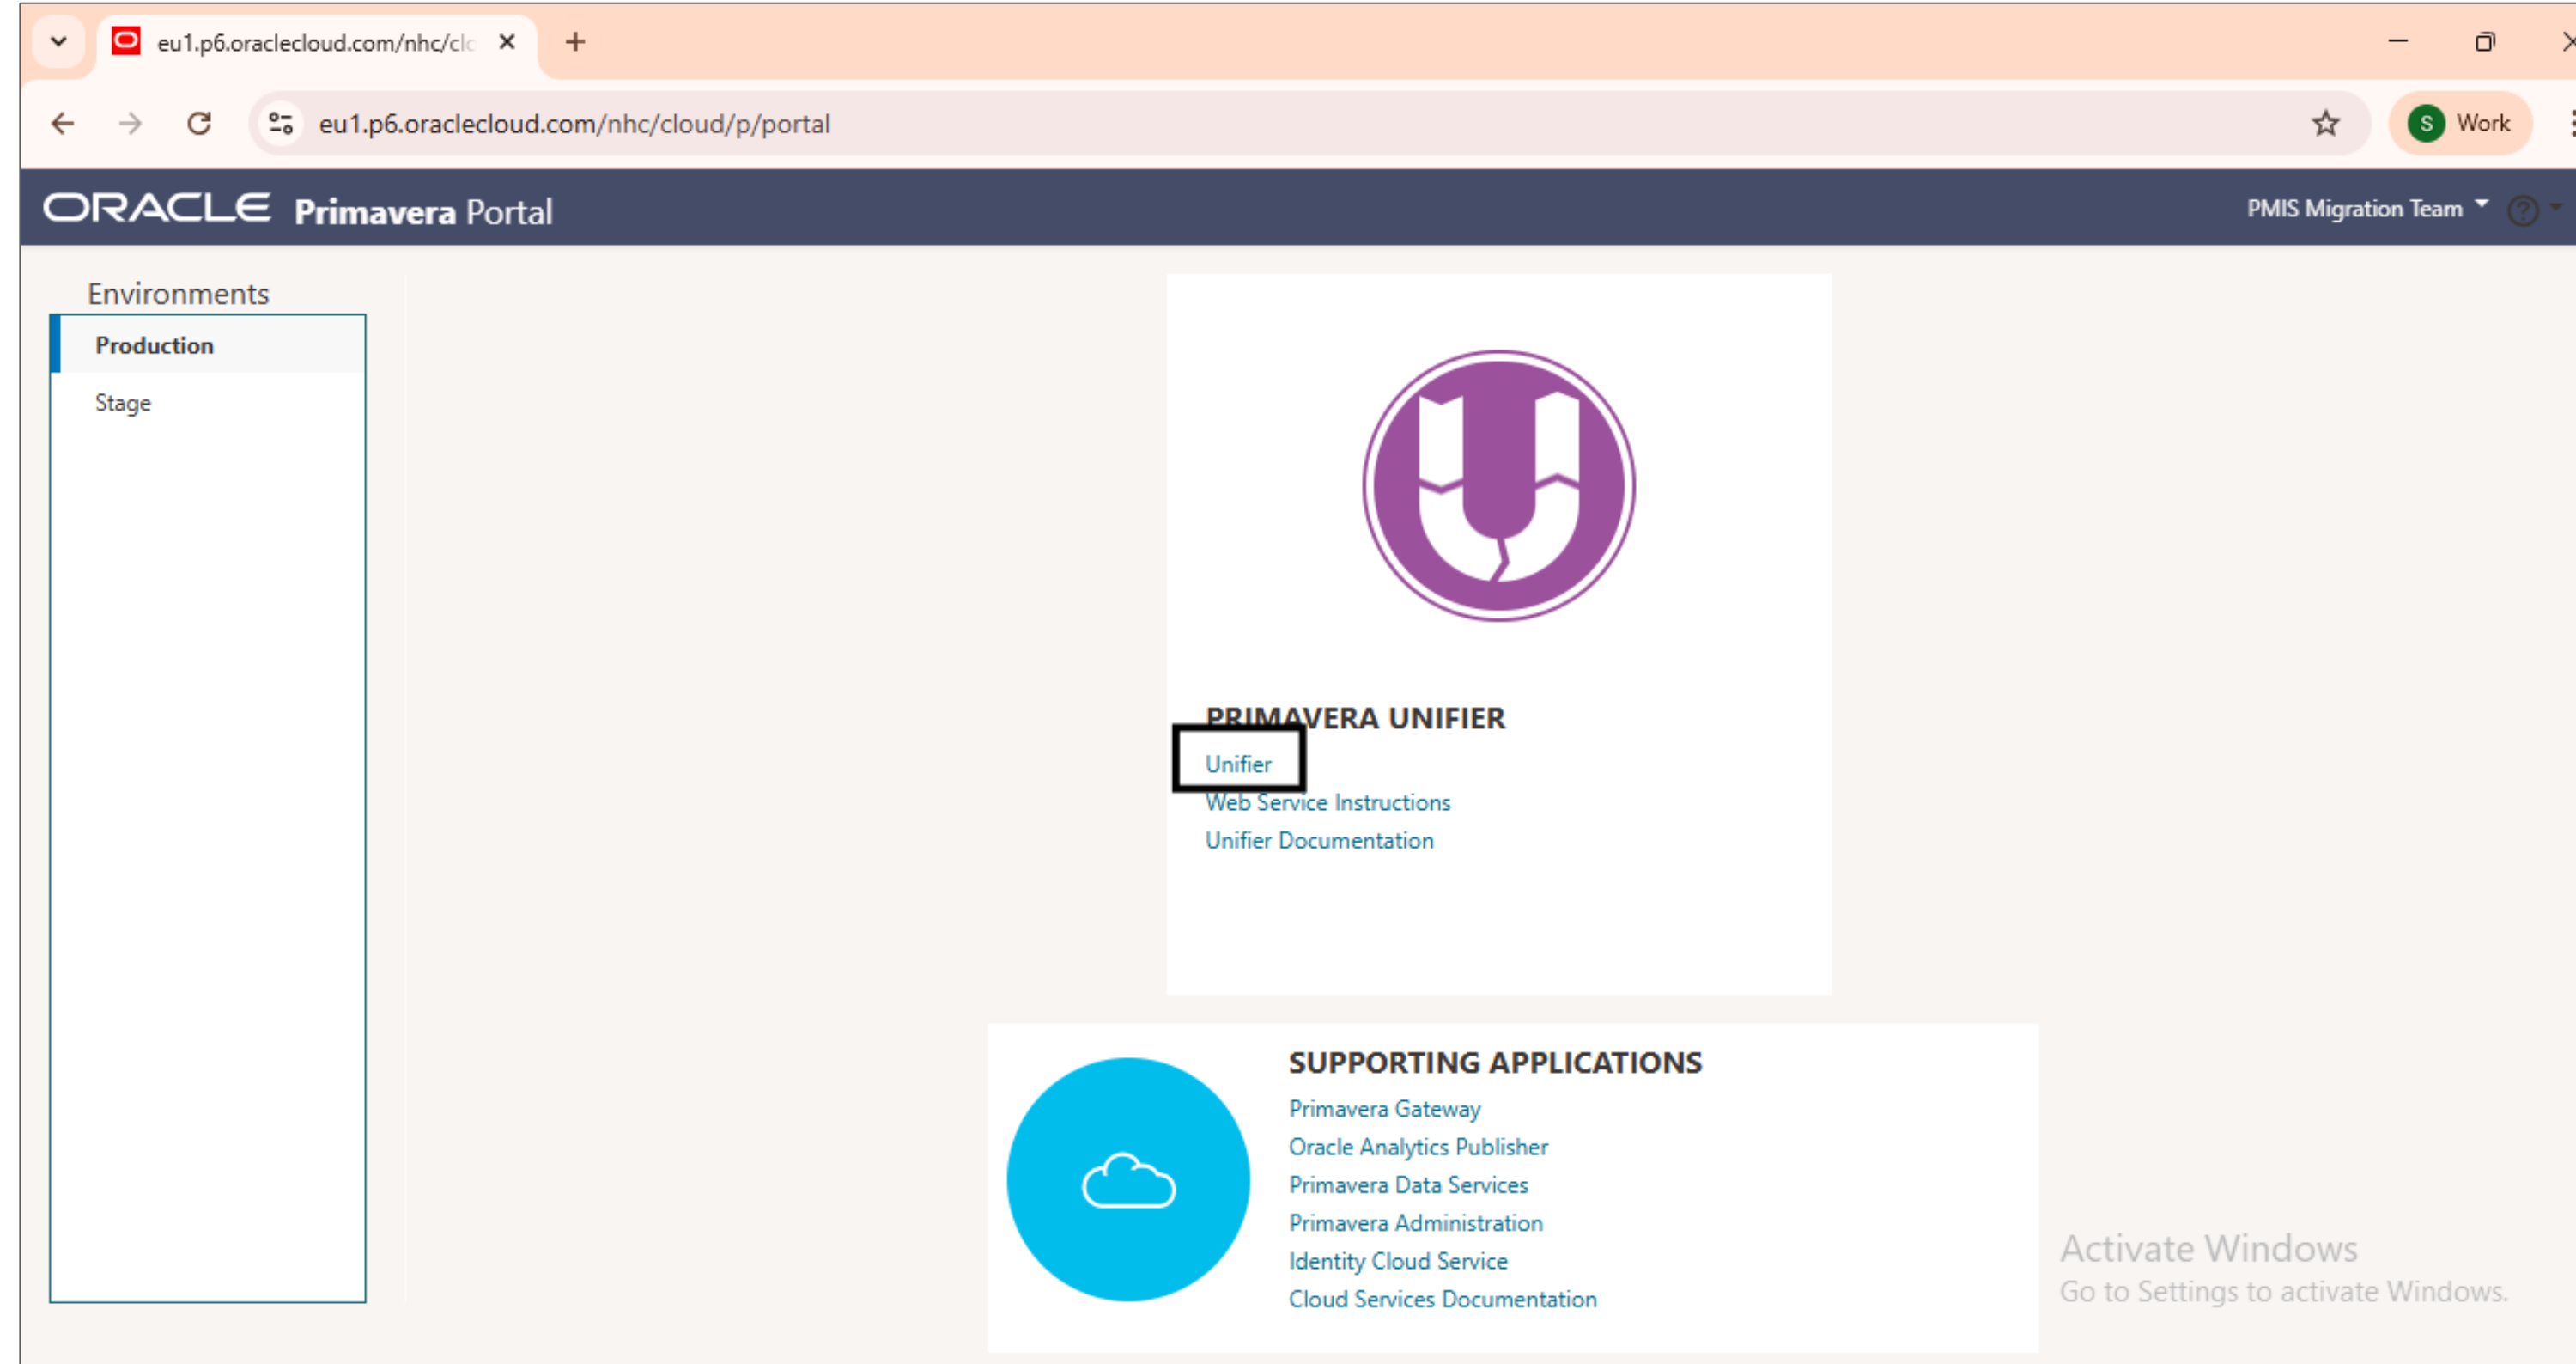 eu1.p6.oraclecloud.com/nhc/clo
eu1.p6.oraclecloud.com/nhc/cloud/p/portal
S Work
ORACLE Primavera Portal
PMIS Migration Team
Environments
Production
Stage
PRIMAVERA UNIFIER
Unifier
Web Service Instructions
Unifier Documentation
SUPPORTING APPLICATIONS
Primavera Gateway
Oracle Analytics Publisher
Primavera Data Services
Primavera Administration
Identity Cloud Service
Cloud Services Documentation
Activate Windows
Go to Settings to activate Windows.